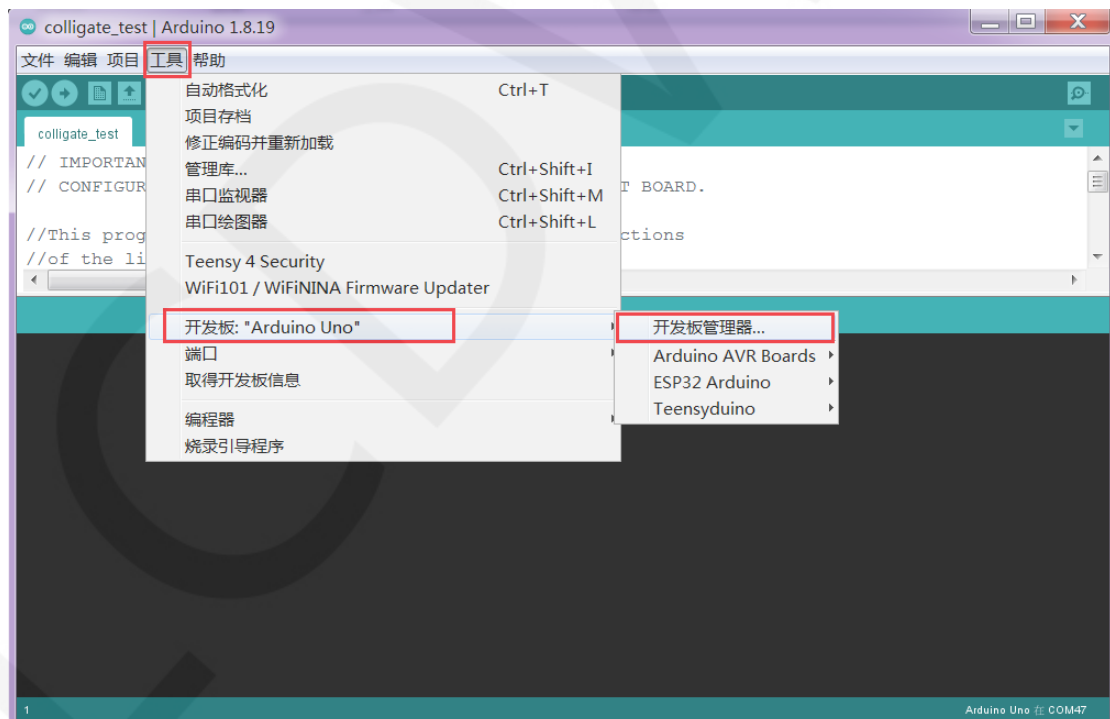 colligate_test | Arduino 1.8.19
文件 编辑 项目 工具 帮助
自动格式化 Ctrl+T
项目存档
修正编码并重新加载
管理库... Ctrl+Shift+I
串口监视器 Ctrl+Shift+M
串口绘图器 Ctrl+Shift+L
Teensy 4 Security
WiFi101 / WiFiNINA Firmware Updater
开发板: "Arduino Uno"
端口
取得开发板信息
编程器
烧录引导程序
开发板管理器...
Arduino AVR Boards
ESP32 Arduino
Teensyduino
colligate_test
// IMPORTAN
// CONFIGUR T BOARD.
//This prog ctions
//of the li
1 Arduino Uno 在 COM47